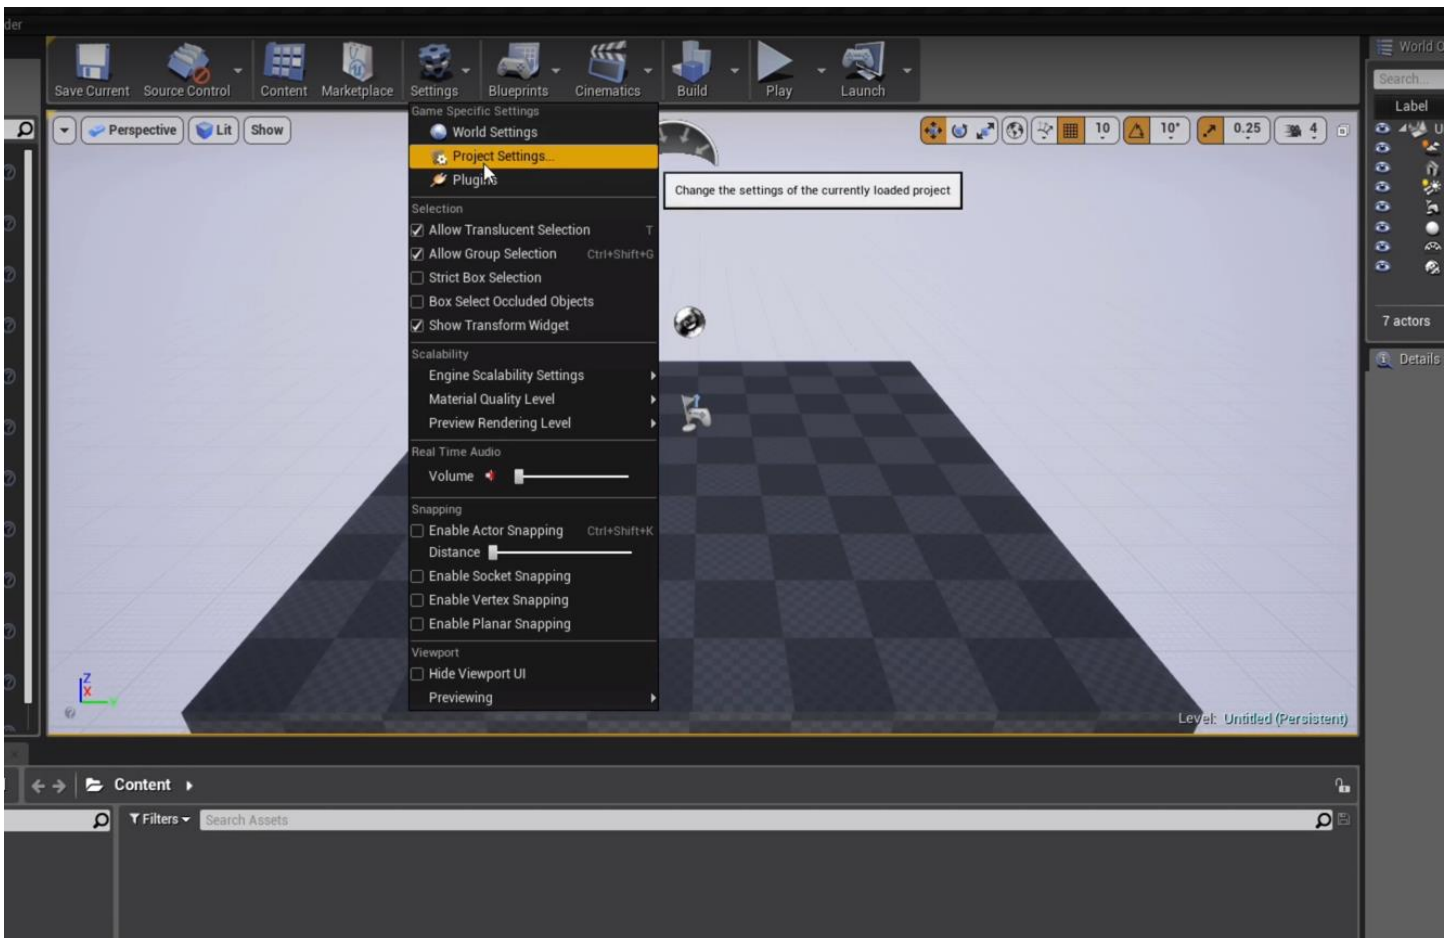 der
Save Current Source Control Content Marketplace Settings Blueprints Cinematics Build Play Launch
World O
Search...
Label
Perspective Lit Show
10 10° 0.25 4
U
Game Specific Settings
World Settings
Project Settings...
Plugins
Change the settings of the currently loaded project
Selection
Allow Translucent Selection T
Allow Group Selection Ctrl+Shift+G
Strict Box Selection
Box Select Occluded Objects
Show Transform Widget
7 actors
Details
Scalability
Engine Scalability Settings
Material Quality Level
Preview Rendering Level
Real Time Audio
Volume
Snapping
Enable Actor Snapping Ctrl+Shift+K
Distance
Enable Socket Snapping
Enable Vertex Snapping
Enable Planar Snapping
Viewport
Hide Viewport UI
Previewing
Z
X
Level: Untitled (Persistent)
Content
Filters Search Assets